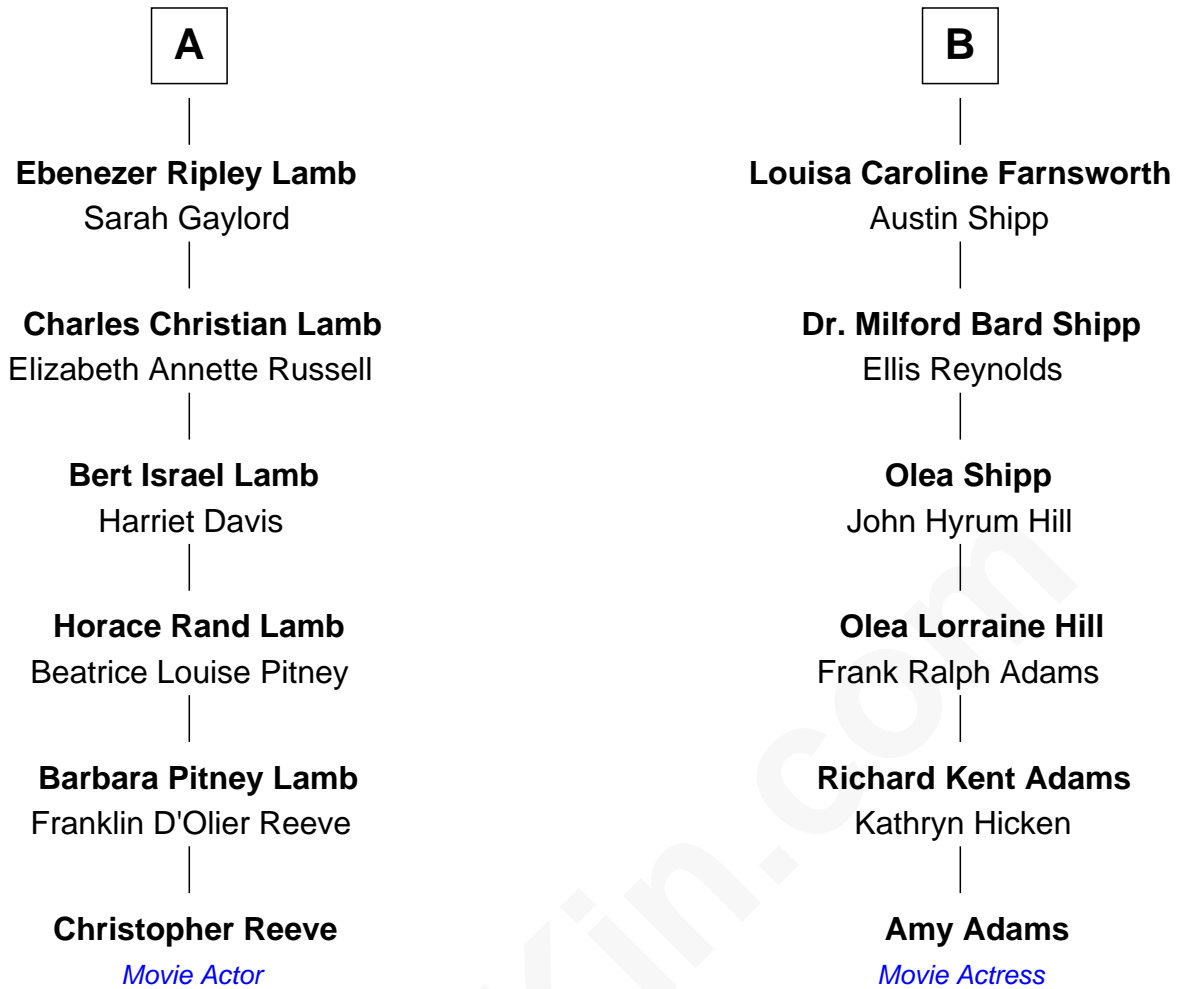 A
Ebenezer Ripley Lamb
Sarah Gaylord
Charles Christian Lamb
Elizabeth Annette Russell
Bert Israel Lamb
Harriet Davis
Horace Rand Lamb
Beatrice Louise Pitney
Barbara Pitney Lamb
Franklin D'Olier Reeve
Christopher Reeve
Movie Actor
B
Louisa Caroline Farnsworth
Austin Shipp
Dr. Milford Bard Shipp
Ellis Reynolds
Olea Shipp
John Hyrum Hill
Olea Lorraine Hill
Frank Ralph Adams
Richard Kent Adams
Kathryn Hicken
Amy Adams
Movie Actress
Kin.com